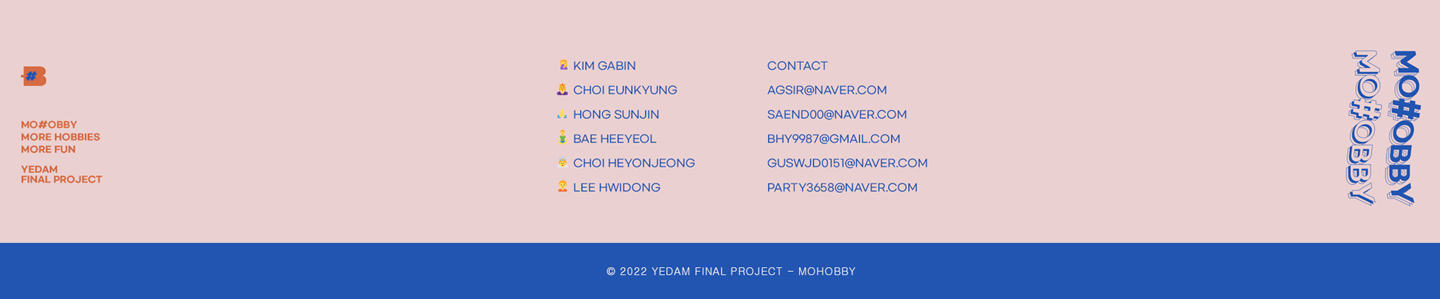 #B
MO#OBBY
MORE HOBBIES
MORE FUN
YEDAM
FINAL PROJECT
KIM GABIN
CHOI EUNKYUNG
HONG SUNJIN
BAE HEEYEOL
CHOI HEYONJEONG
LEE HWIDONG
CONTACT
AGSIR@NAVER.COM
SAEND00@NAVER.COM
BHY9987@GMAIL.COM
GUSWJD0151@NAVER.COM
PARTY3658@NAVER.COM
MO#OBBY
MO#OBBY
© 2022 YEDAM FINAL PROJECT – MOHOBBY